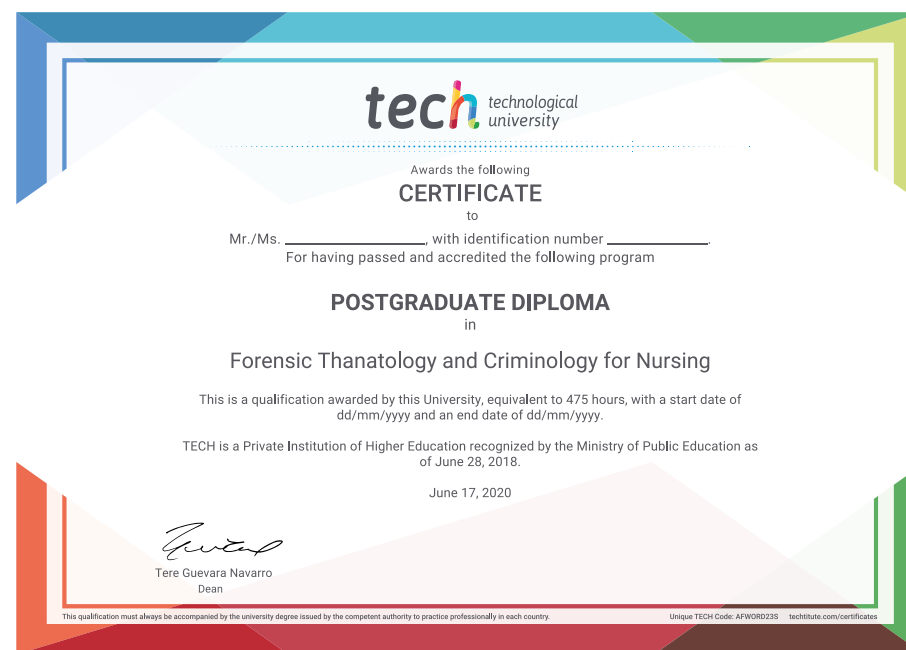 tech technological
university
Awards the following
CERTIFICATE
to
Mr./Ms. ____________________, with identification number ______________.
For having passed and accredited the following program
POSTGRADUATE DIPLOMA
in
Forensic Thanatology and Criminology for Nursing
This is a qualification awarded by this University, equivalent to 475 hours, with a start date of
dd/mm/yyyy and an end date of dd/mm/yyyy.
TECH is a Private Institution of Higher Education recognized by the Ministry of Public Education as
of June 28, 2018.
June 17, 2020
Tere Guevara Navarro
Dean
This qualification must always be accompanied by the university degree issued by the competent authority to practice professionally in each country. Unique TECH Code: AFWORD23S techtitute.com/certificates